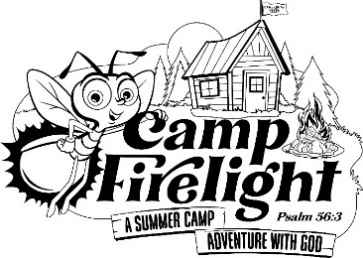 Camp
Firelight
Psalm 56:3
A SUMMER CAMP
ADVENTURE WITH GOD